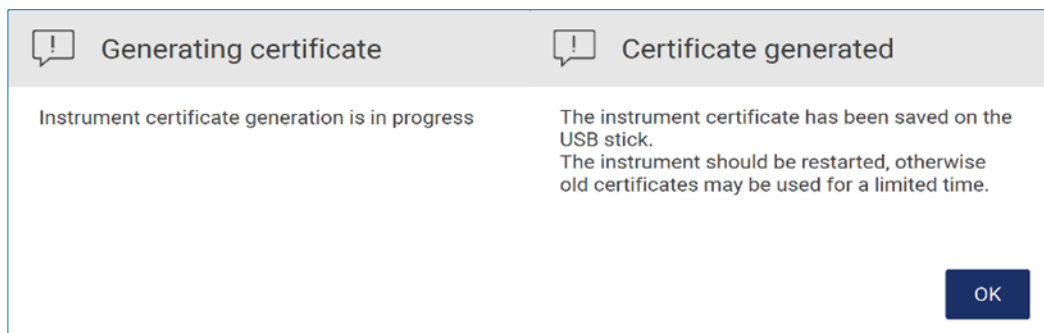 Generating certificate
Instrument certificate generation is in progress
Certificate generated
The instrument certificate has been saved on the
USB stick.
The instrument should be restarted, otherwise
old certificates may be used for a limited time.
OK